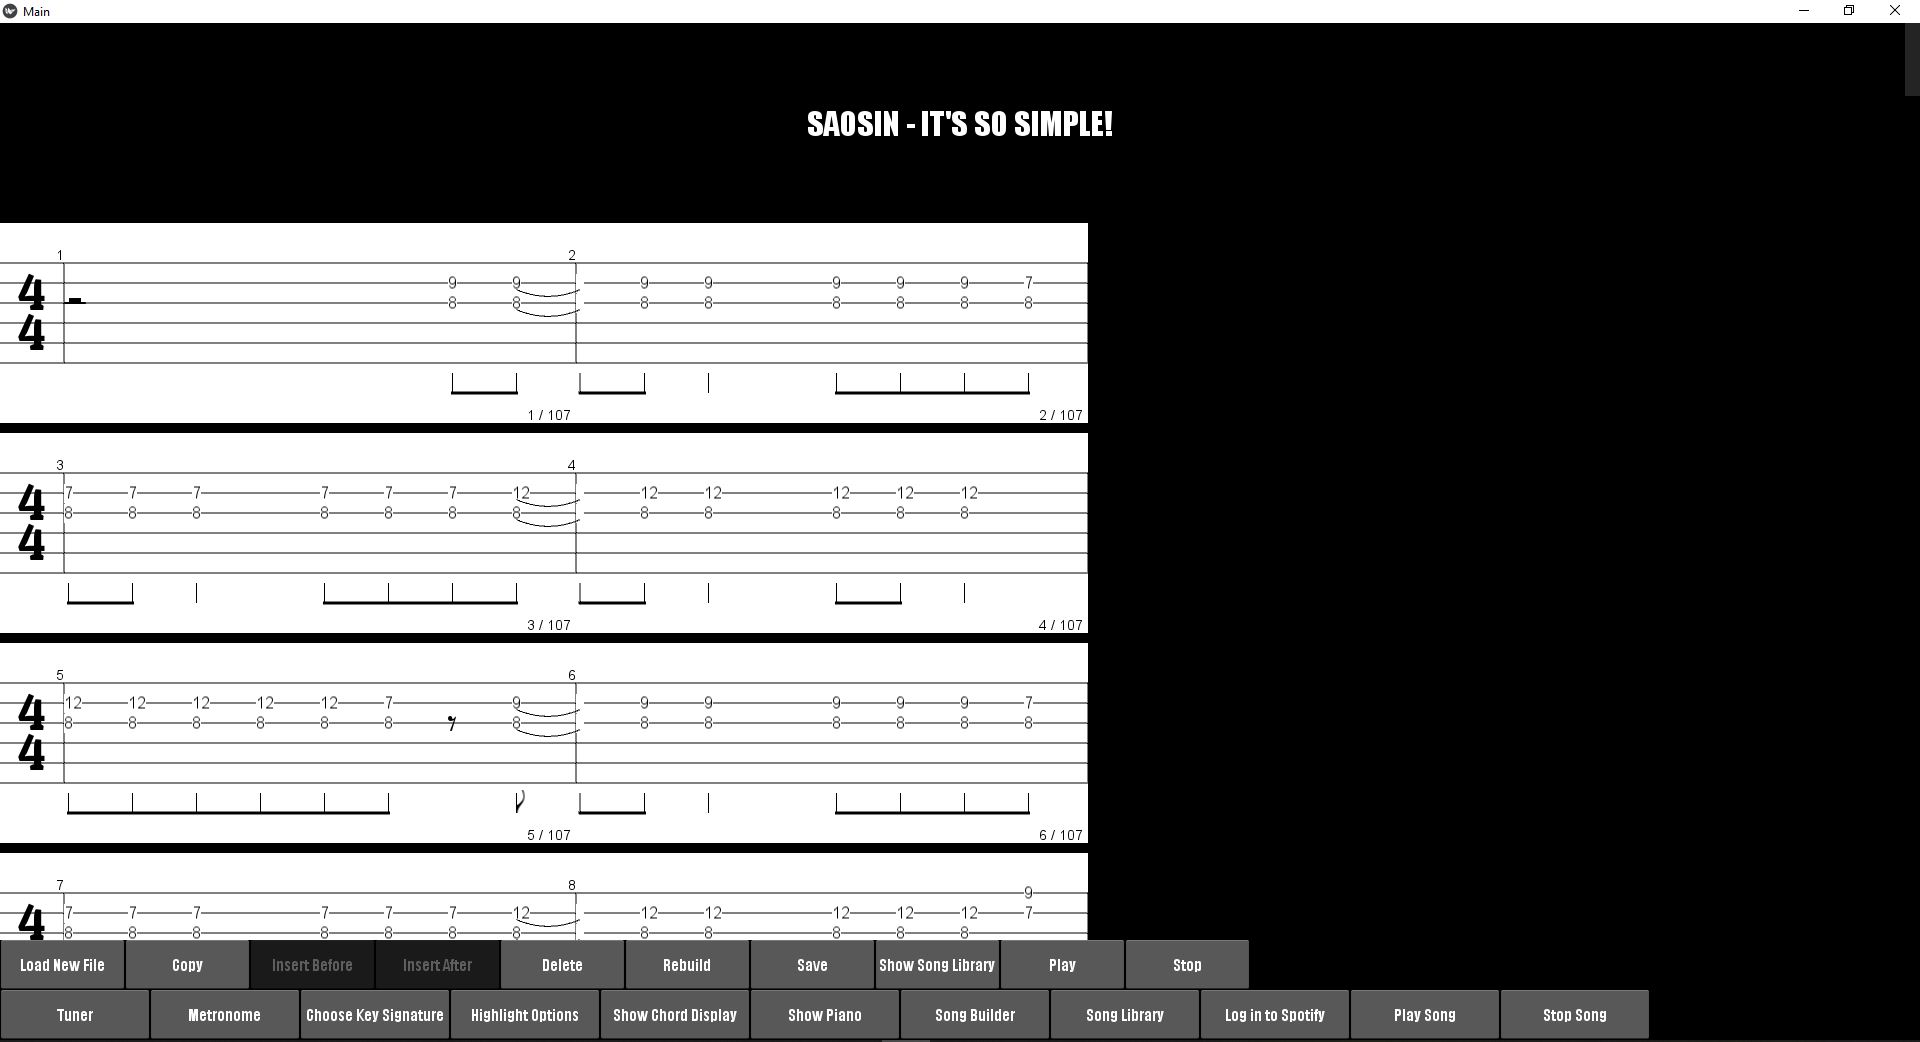 Main
SAOSIN - IT'S SO SIMPLE!
1 2
4 9 9 9 9 9 9 9 7
8 8 8 8 8 8 8 8
4
1 / 107 2 / 107
3 4
4 7 7 7 7 7 7 12 12 12 12 12 12
8 8 8 8 8 8 8 8 8 8 8 8
4
3 / 107 4 / 107
5 6
4 12 12 12 12 12 7 9 9 9 9 9 9 7
8 8 8 8 8 8 8 8 8 8 8 8 8
4
5 / 107 6 / 107
7 8
9
4 7 7 7 7 7 7 12 12 12 12 12 12 7
8 8 8 8 8 8 8 8 8 8 8 8
Load New File Copy Insert Before Insert After Delete Rebuild Save Show Song Library Play Stop
Tuner Metronome Choose Key Signature Highlight Options Show Chord Display Show Piano Song Builder Song Library Log in to Spotify Play Song Stop Song